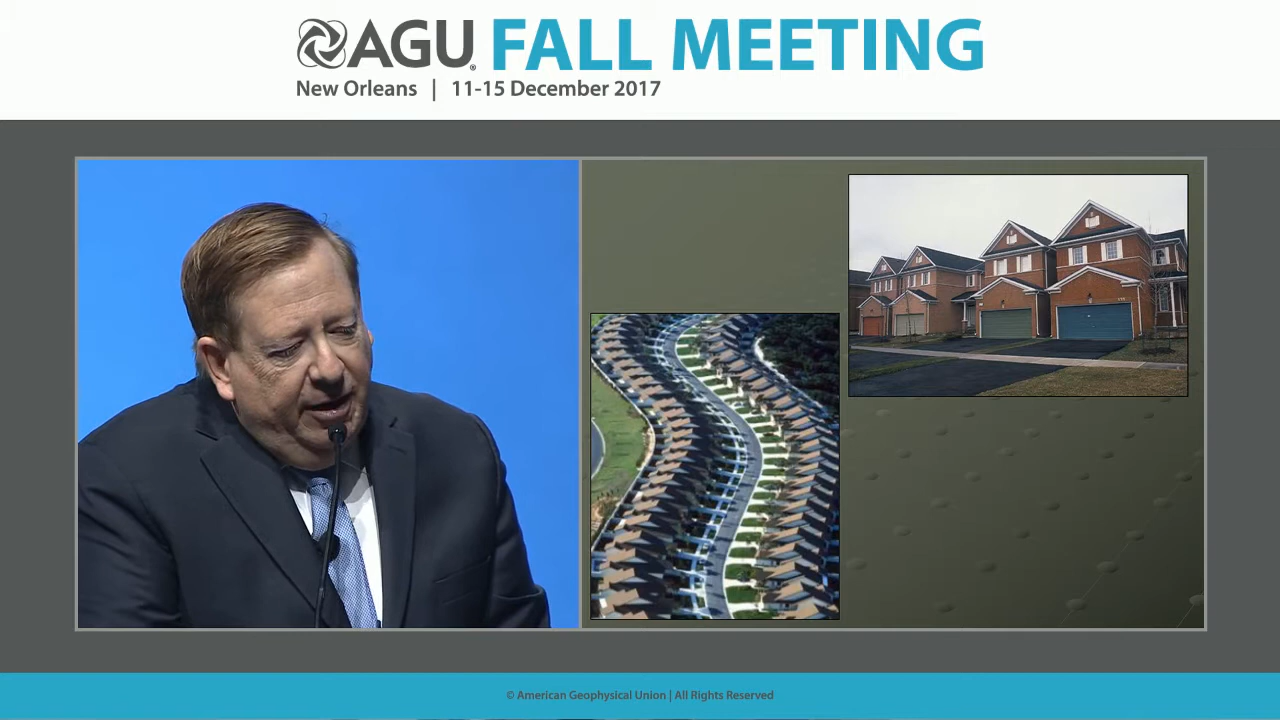 AGU FALL MEETING
New Orleans | 11-15 December 2017
© American Geophysical Union | All Rights Reserved